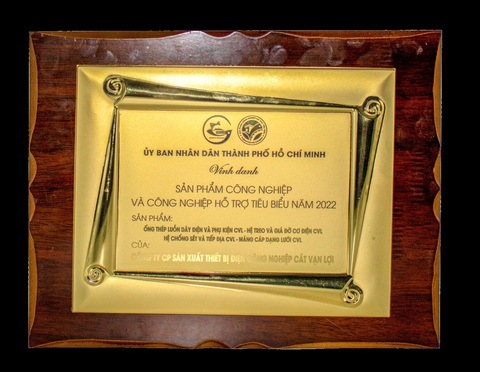 ỦY BAN NHÂN DÂN THÀNH PHỐ HỒ CHÍ MINH
Vinh danh
SẢN PHẨM CÔNG NGHIỆP
VÀ CÔNG NGHIỆP HỖ TRỢ TIÊU BIỂU NĂM 2022
SẢN PHẨM:
ỐNG THÉP LUỒN DÂY ĐIỆN VÀ PHỤ KIỆN CVL - HỆ TREO VÀ GIÁ ĐỠ CƠ ĐIỆN CVL
HỆ CHỐNG SÉT VÀ TIẾP ĐỊA CVL - MÁNG CÁP DẠNG LƯỚI CVL
CỦA:
CÔNG TY CP SẢN XUẤT THIẾT BỊ ĐIỆN CÔNG NGHIỆP CÁT VẠN LỢI